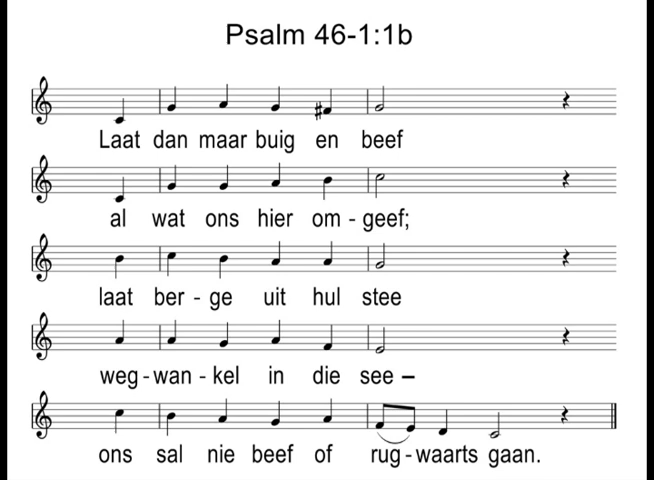 Psalm 46-1:1b
Laat dan maar buig en beef
al wat ons hier om - geef;
laat ber - ge uit hul stee
weg - wan - kel in die see –
ons sal nie beef of rug - waarts gaan.